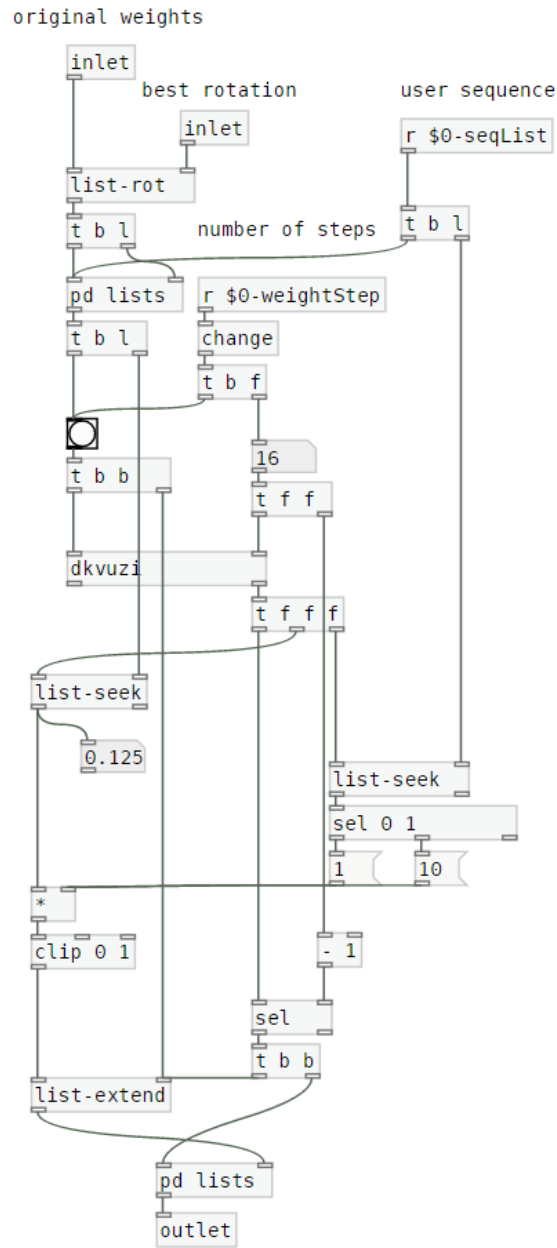 original weights
inlet
best rotation
user sequence
inlet
r $0-seqList
list-rot
t b l
number of steps
t b l
pd lists
r $0-weightStep
t b l
change
t b f
16
t b b
t f f
dkvuzi
t f f f
list-seek
0.125
list-seek
sel 0 1
1
10
*
clip 0 1
- 1
sel
t b b
list-extend
pd lists
outlet